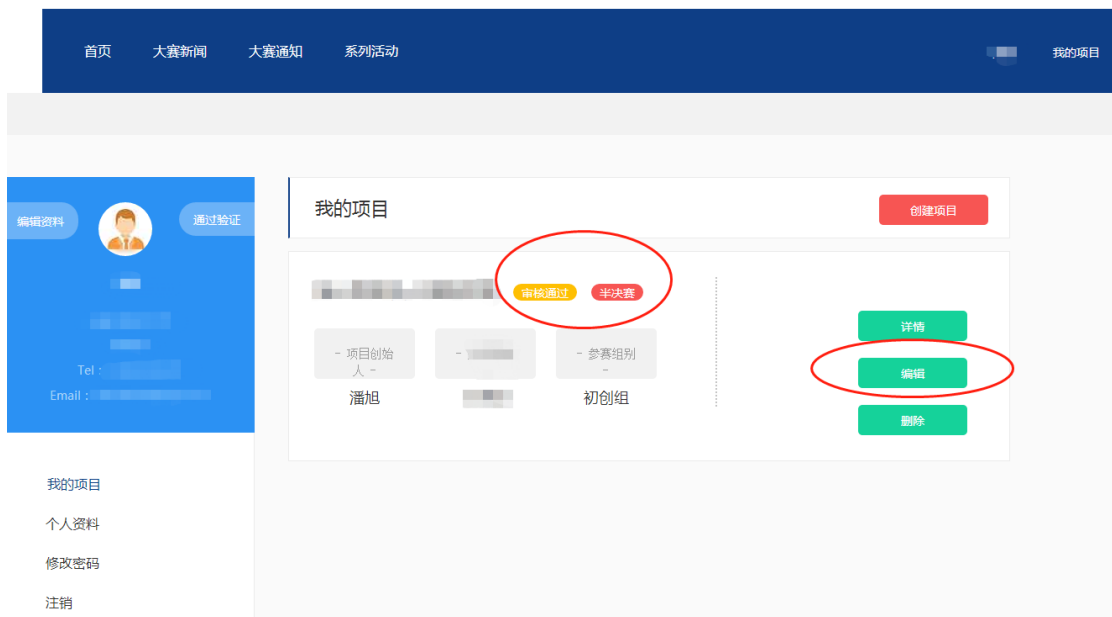 首页 大赛新闻 大赛通知 系列活动 我的项目
编辑资料 通过验证
Tel :
Email :
我的项目
个人资料
修改密码
注销
我的项目 创建项目
审核通过 半决赛
- 项目创始
人 -
潘旭
- 参赛组别
-
初创组
详情
编辑
删除